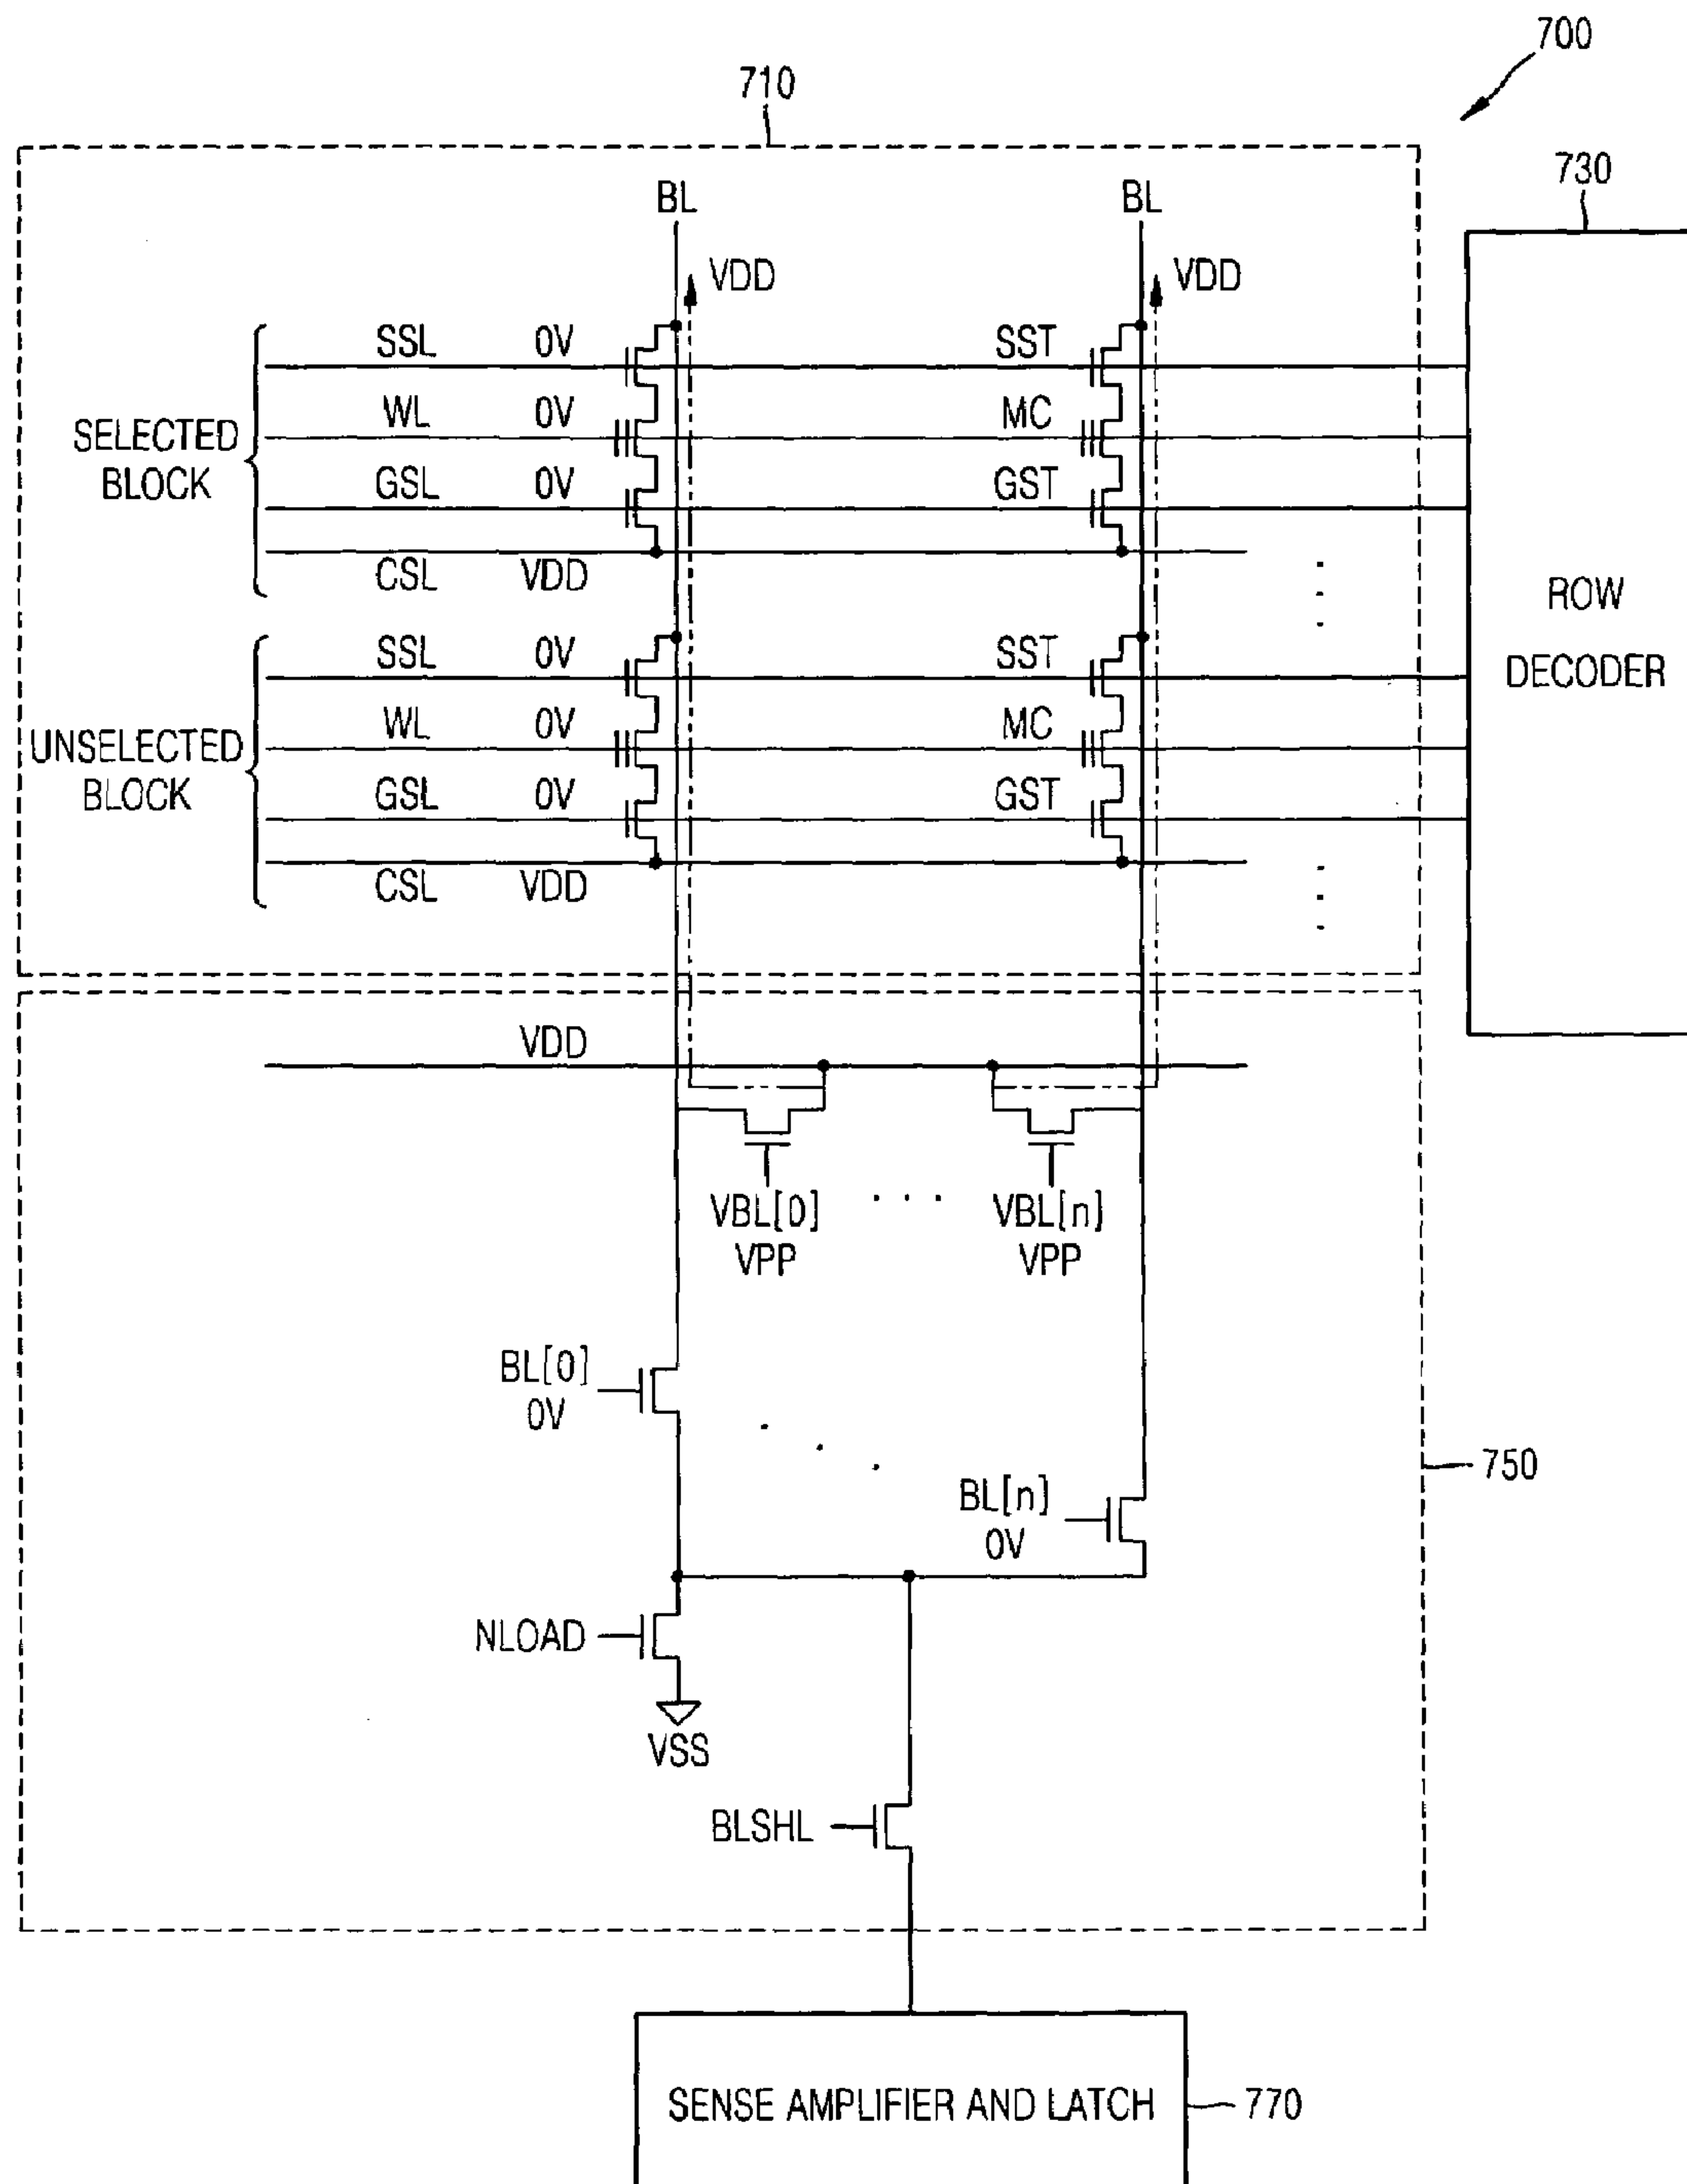 700
710
730
BL BL
VDD VDD
SSL 0V SST
WL 0V MC
SELECTED
BLOCK
GSL 0V GST
CSL VDD
ROW
DECODER
SSL 0V SST
WL 0V MC
UNSELECTED
BLOCK
GSL 0V GST
CSL VDD
VDD
VBL[0] . . . VBL[n]
VPP VPP
BL[0]
0V
750
BL[n]
0V
NLOAD
VSS
BLSHL
SENSE AMPLIFIER AND LATCH
770